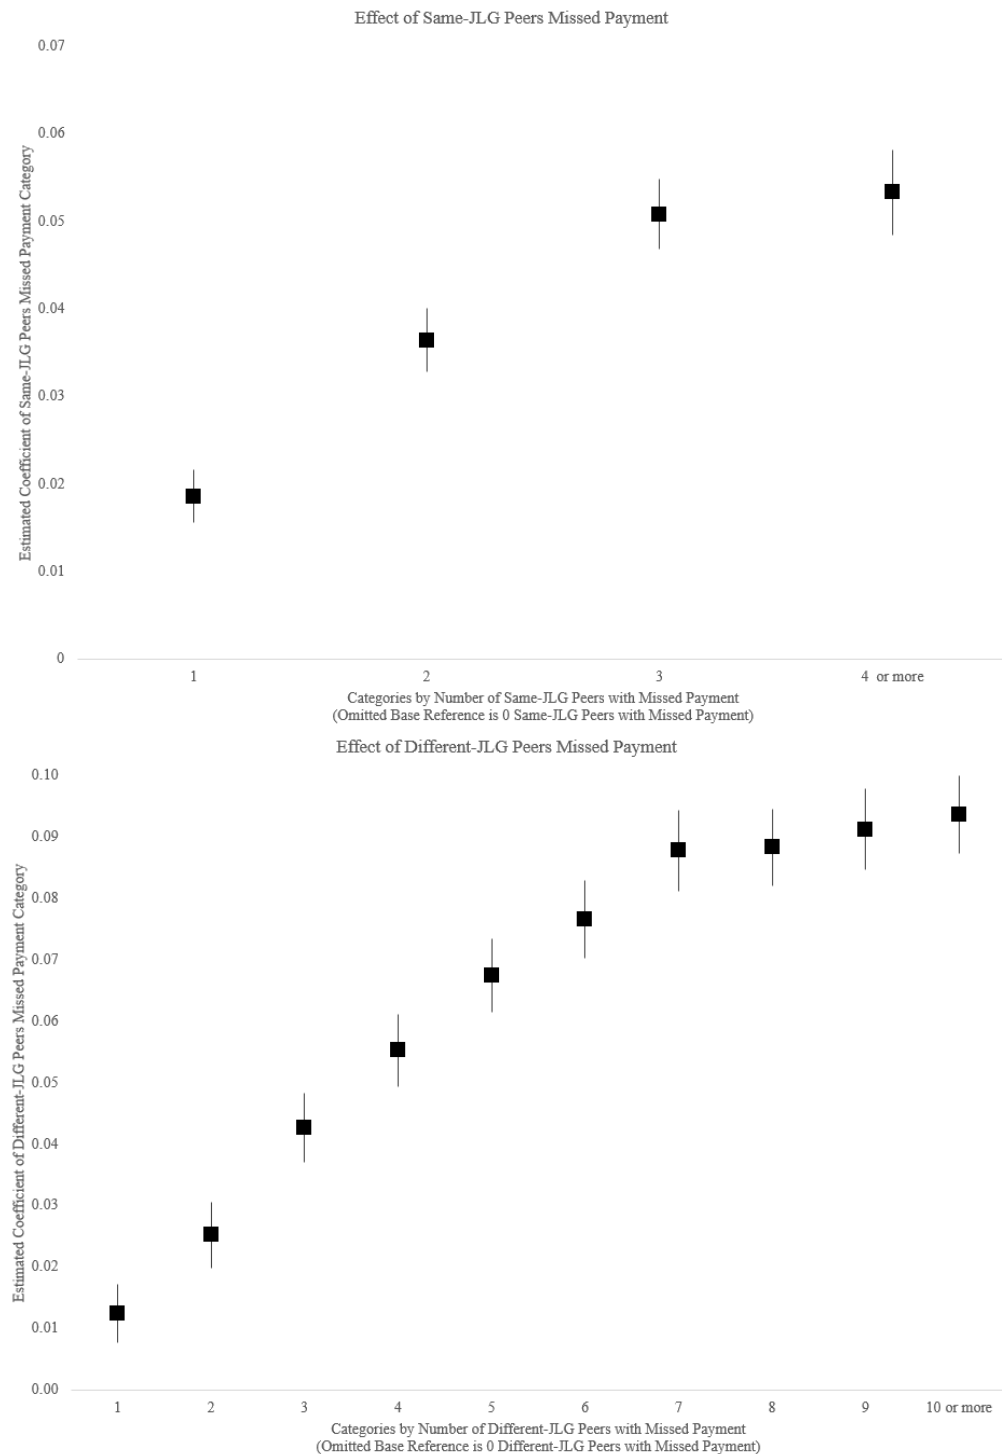 Effect of Same-JLG Peers Missed Payment
Estimated Coefficient of Same-JLG Peers Missed Payment Category
0.07
0.06
0.05
0.04
0.03
0.02
0.01
0
1 2 3 4 or more
Categories by Number of Same-JLG Peers with Missed Payment
(Omitted Base Reference is 0 Same-JLG Peers with Missed Payment)
Effect of Different-JLG Peers Missed Payment
Estimated Coefficient of Different-JLG Peers Missed Payment Category
0.10
0.09
0.08
0.07
0.06
0.05
0.04
0.03
0.02
0.01
0.00
1 2 3 4 5 6 7 8 9 10 or more
Categories by Number of Different-JLG Peers with Missed Payment
(Omitted Base Reference is 0 Different-JLG Peers with Missed Payment)